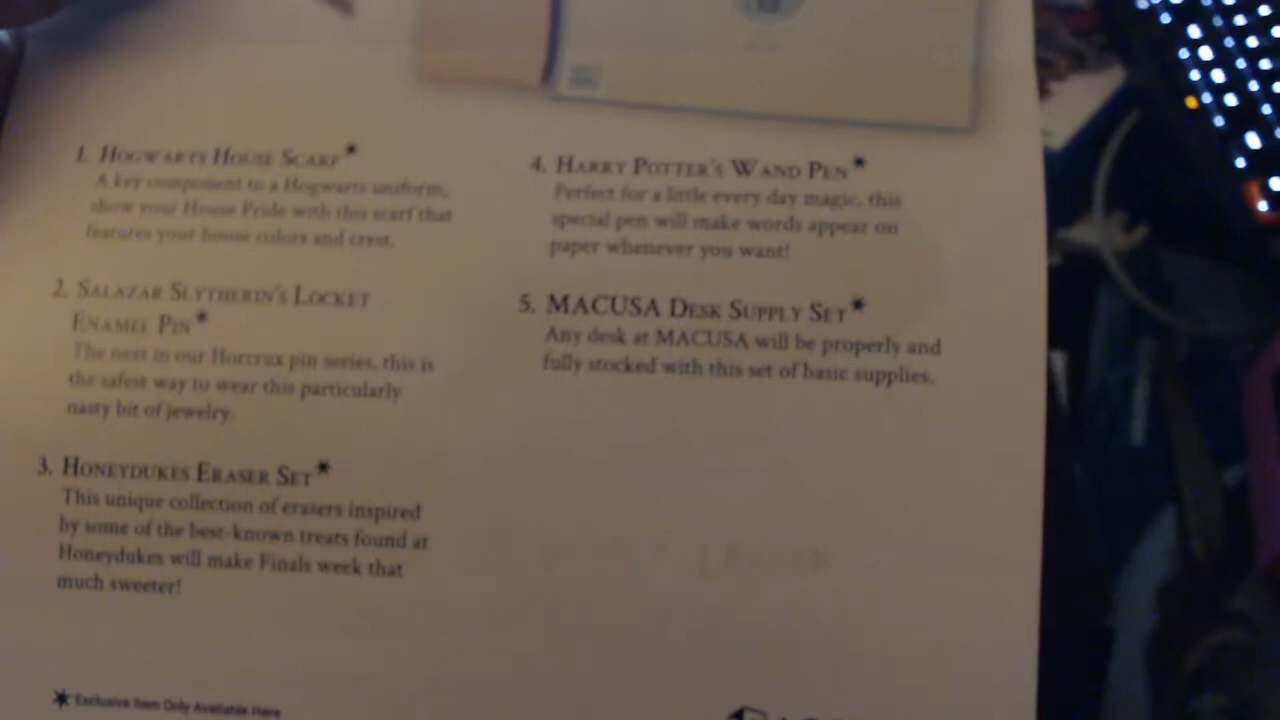 1. Hogwarts House Scarf*
A key component to a Hogwarts uniform,
show your House Pride with this scarf that
features your house colors and crest.
2. Salazar Slytherin's Locket
Enamel Pin*
The next in our Horcrux pin series, this is
the safest way to wear this particularly
nasty bit of jewelry.
3. Honeydukes Eraser Set*
This unique collection of erasers inspired
by some of the best-known treats found at
Honeydukes will make Finals week that
much sweeter!
4. Harry Potter's Wand Pen*
Perfect for a little every day magic, this
special pen will make words appear on
paper whenever you want!
5. MACUSA Desk Supply Set*
Any desk at MACUSA will be properly and
fully stocked with this set of basic supplies.
* Exclusive Item Only Available Here